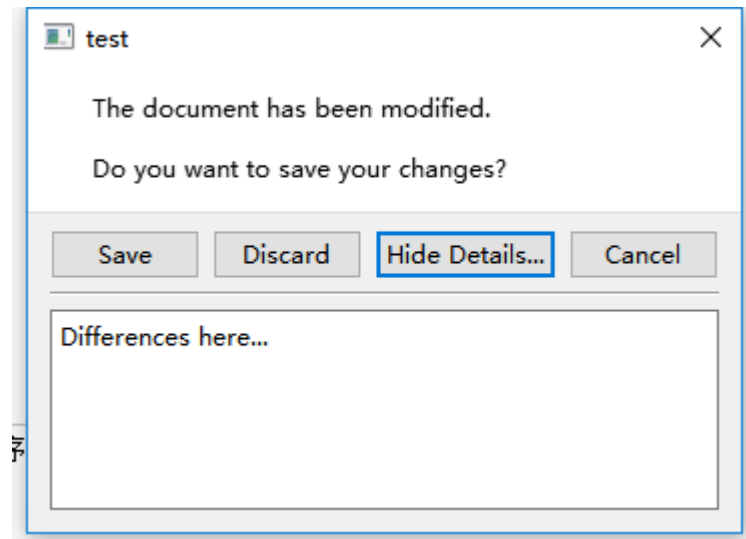 test
The document has been modified.
Do you want to save your changes?
Save Discard Hide Details... Cancel
Differences here...
序